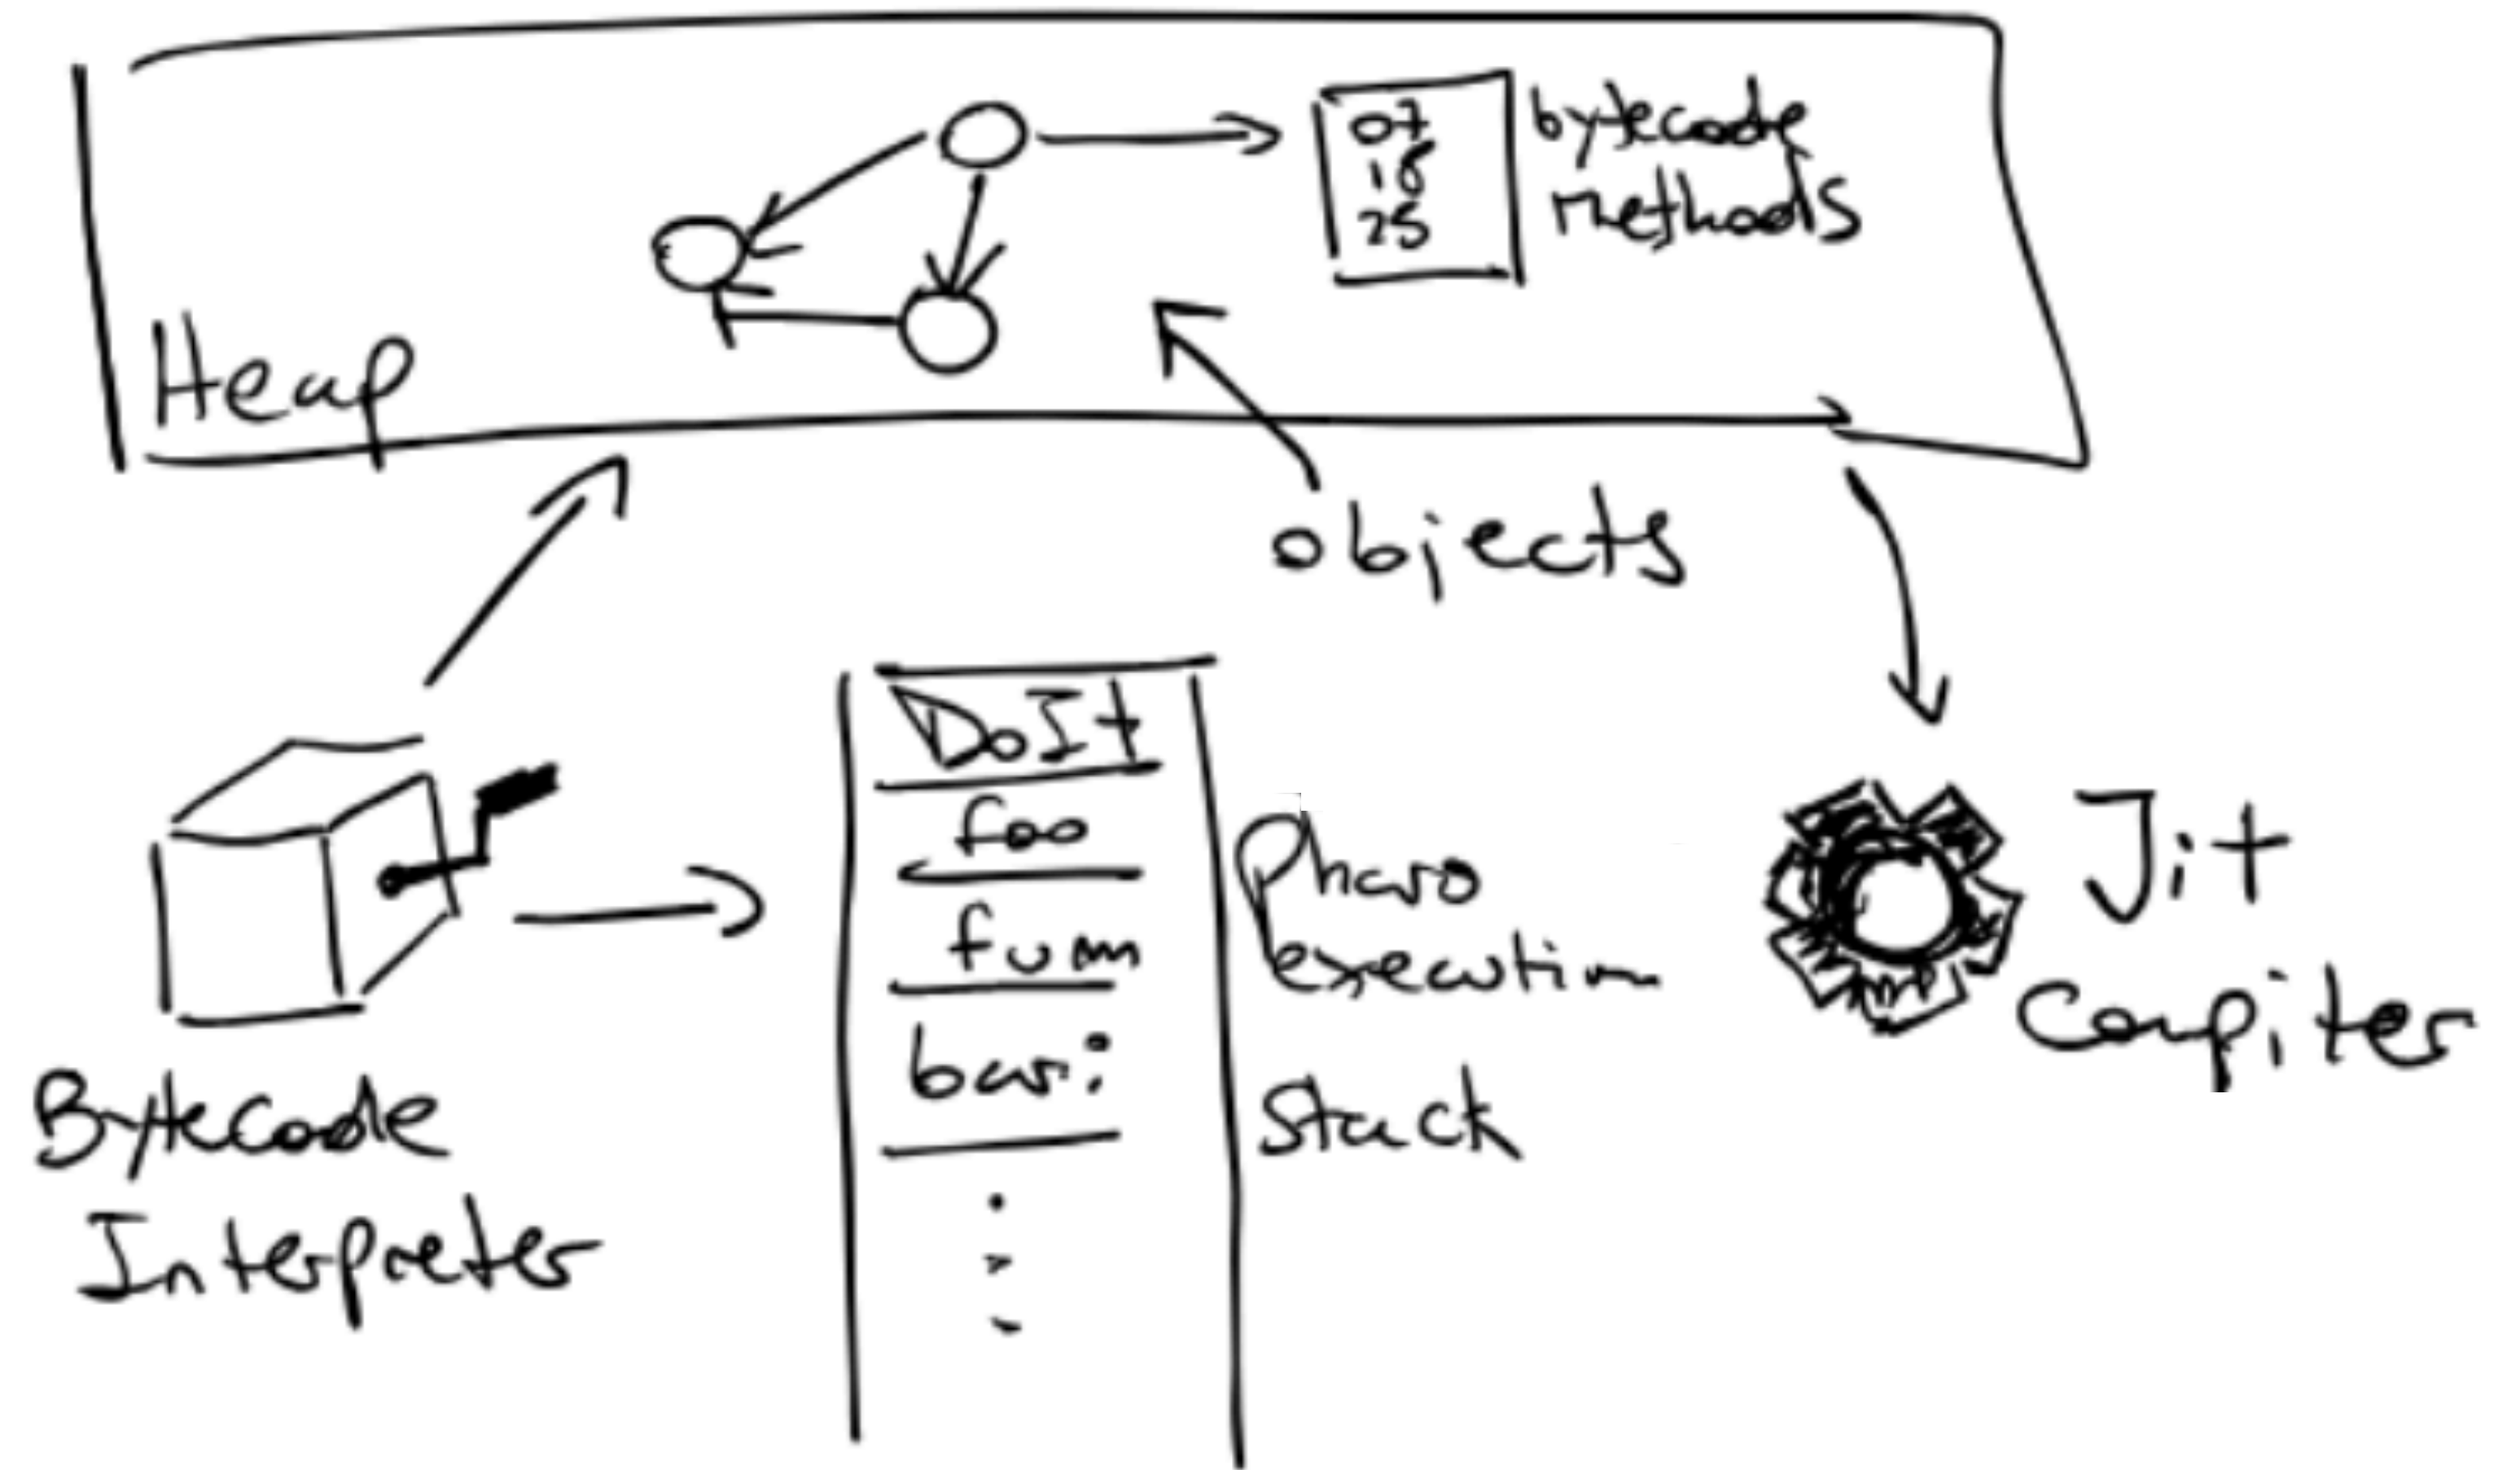 07
18
25
bytecode
methods
Heap
objects
DoIt
foo
fum
bar:
Pharo
execution
stack
Jit
Compiler
Bytecode
Interpreter